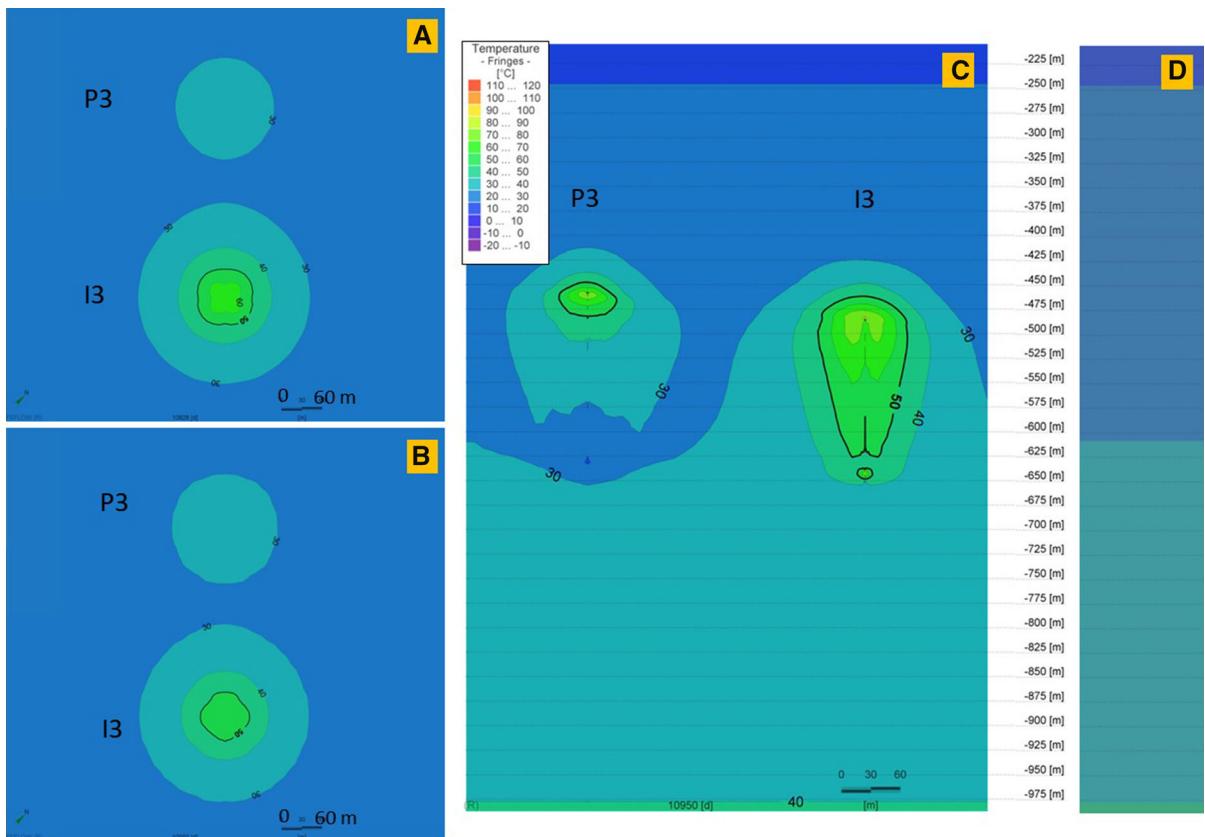 A
P3
30
30
40
30
I3
60
50
30
0 30 60 m
N
[m]
B
P3
30
30
40
I3
50
30
0 30 60 m
N
[m]
Temperature
- Fringes -
[°C]
110 ... 120
100 ... 110
90 ... 100
80 ... 90
70 ... 80
60 ... 70
50 ... 60
40 ... 50
30 ... 40
20 ... 30
10 ... 20
0 ... 10
-10 ... 0
-20 ... -10
C
P3
I3
30
30
30
50
40
0 30 60
(R)
10950 [d]
40
[m]
-225 [m]
-250 [m]
-275 [m]
-300 [m]
-325 [m]
-350 [m]
-375 [m]
-400 [m]
-425 [m]
-450 [m]
-475 [m]
-500 [m]
-525 [m]
-550 [m]
-575 [m]
-600 [m]
-625 [m]
-650 [m]
-675 [m]
-700 [m]
-725 [m]
-750 [m]
-775 [m]
-800 [m]
-825 [m]
-850 [m]
-875 [m]
-900 [m]
-925 [m]
-950 [m]
-975 [m]
D